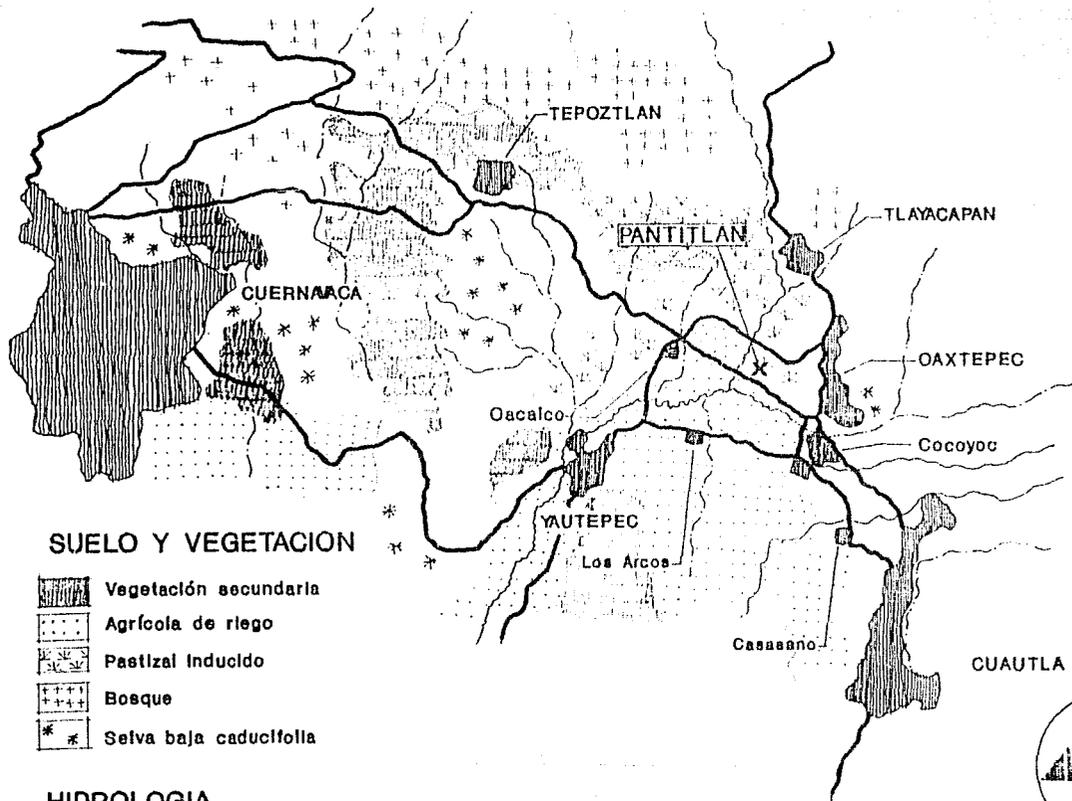 TEPOZTLAN
TLAYACAPAN
PANTITLAN
CUERNAVACA
OAXTEPEC
Oacalco
Cocoyoc
YAUTEPEC
Los Arcos
Casasano
CUAUTLA
SUELO Y VEGETACION
Vegetación secundaria
Agrícola de riego
Pastizal inducido
Bosque
Selva baja caducifolia
HIDROLOGIA